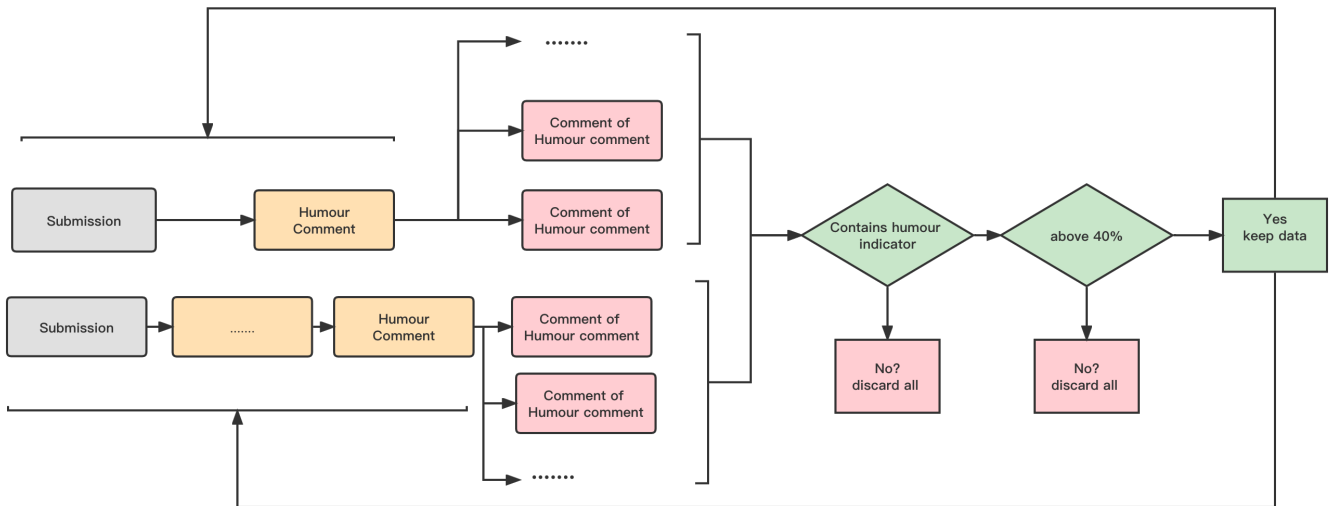 .......
Comment of
Humour comment
Submission
Humour
Comment
Comment of
Humour comment
Contains humour
indicator
above 40%
Yes
keep data
Submission
.......
Humour
Comment
Comment of
Humour comment
No?
discard all
No?
discard all
Comment of
Humour comment
.......